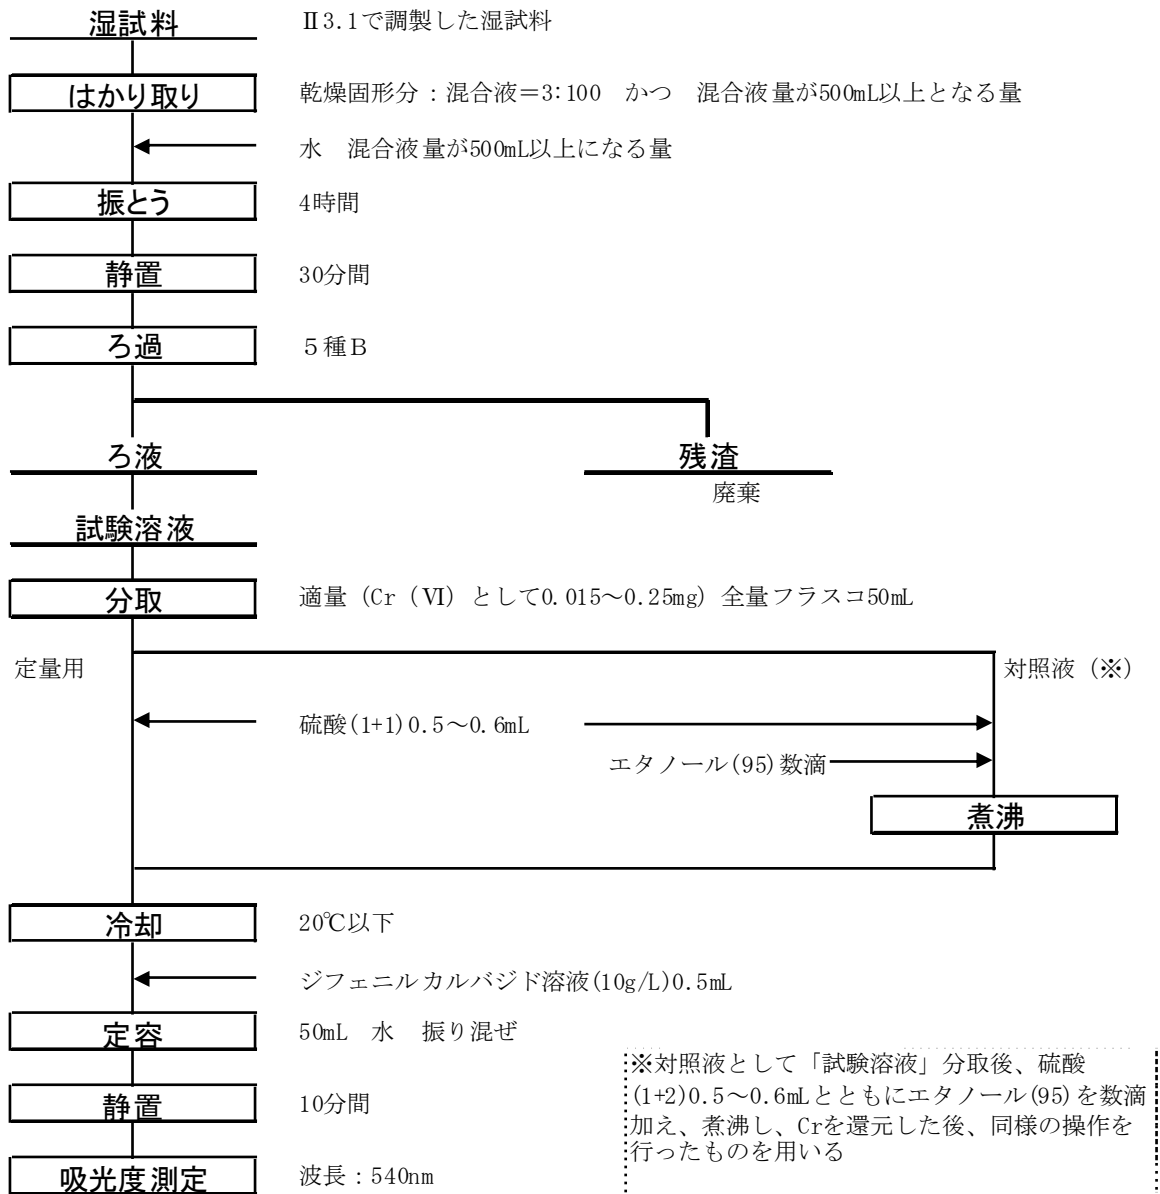 湿試料 Ⅱ3.1で調製した湿試料
はかり取り 乾燥固形分：混合液＝3:100　かつ　混合液量が500mL以上となる量
水　混合液量が500mL以上になる量
振とう 4時間
静置 30分間
ろ過 5種B
ろ液 残渣
廃棄
試験溶液
分取 適量（Cr（Ⅵ）として0.015～0.25mg）全量フラスコ50mL
定量用 対照液（※）
硫酸(1+1)0.5～0.6mL
エタノール(95)数滴
煮沸
冷却 20℃以下
ジフェニルカルバジド溶液(10g/L)0.5mL
定容 50mL　水　振り混ぜ
静置 10分間
吸光度測定 波長：540nm
※対照液として「試験溶液」分取後、硫酸
(1+2)0.5～0.6mLとともにエタノール(95)を数滴
加え、煮沸し、Crを還元した後、同様の操作を
行ったものを用いる